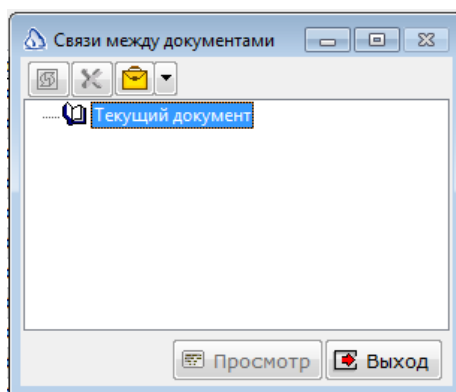 Связи между документами
Текущий документ
Просмотр Выход